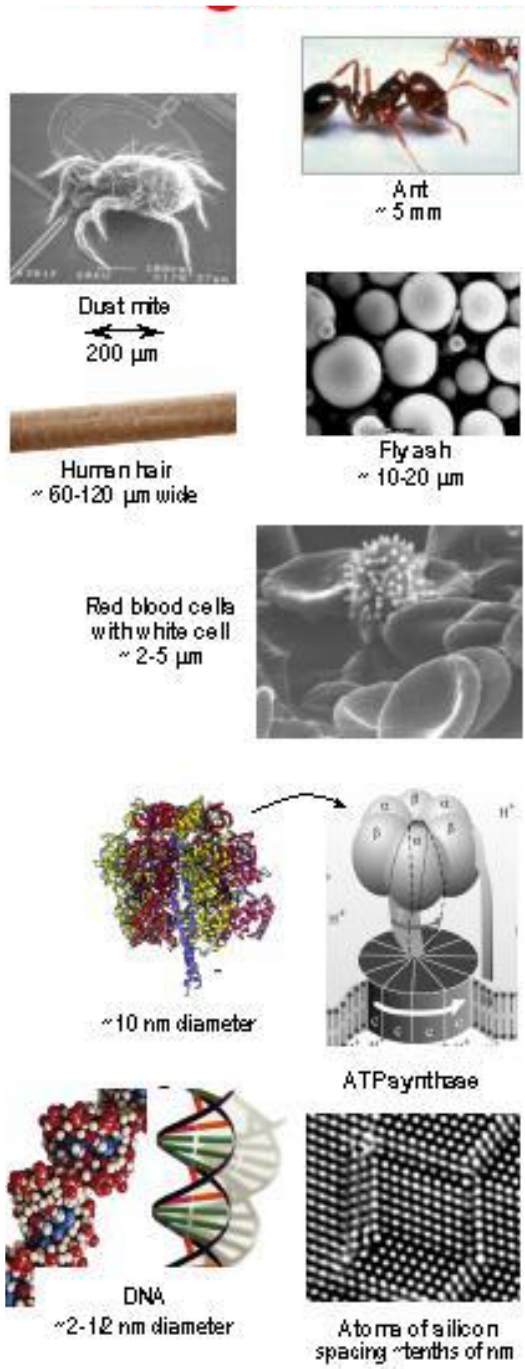 Ant
~ 5 mm
Dust mite
200 µm
Fly ash
~ 10-20 µm
Human hair
~ 60-120 µm wide
Red blood cells
with white cell
~ 2-5 µm
β
α
α
β
α
β
H⁺
H⁺
~10 nm diameter
c
c
c
c
ATP synthase
DNA
~2-1/2 nm diameter
Atoms of silicon
spacing ~tenths of nm